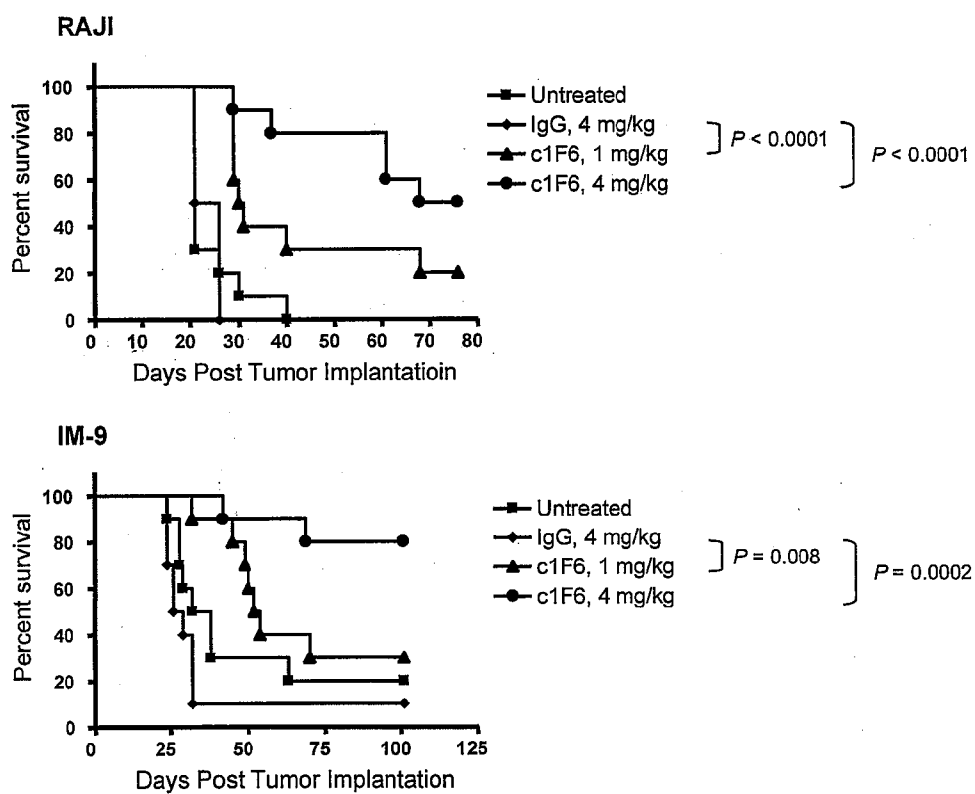 RAJI
Percent survival
100
80
60
40
20
0
0 10 20 30 40 50 60 70 80
Days Post Tumor Implantatioin
Untreated
IgG, 4 mg/kg
c1F6, 1 mg/kg
c1F6, 4 mg/kg
P < 0.0001
P < 0.0001
IM-9
Percent survival
100
80
60
40
20
0
0 25 50 75 100 125
Days Post Tumor Implantation
Untreated
IgG, 4 mg/kg
c1F6, 1 mg/kg
c1F6, 4 mg/kg
P = 0.008
P = 0.0002